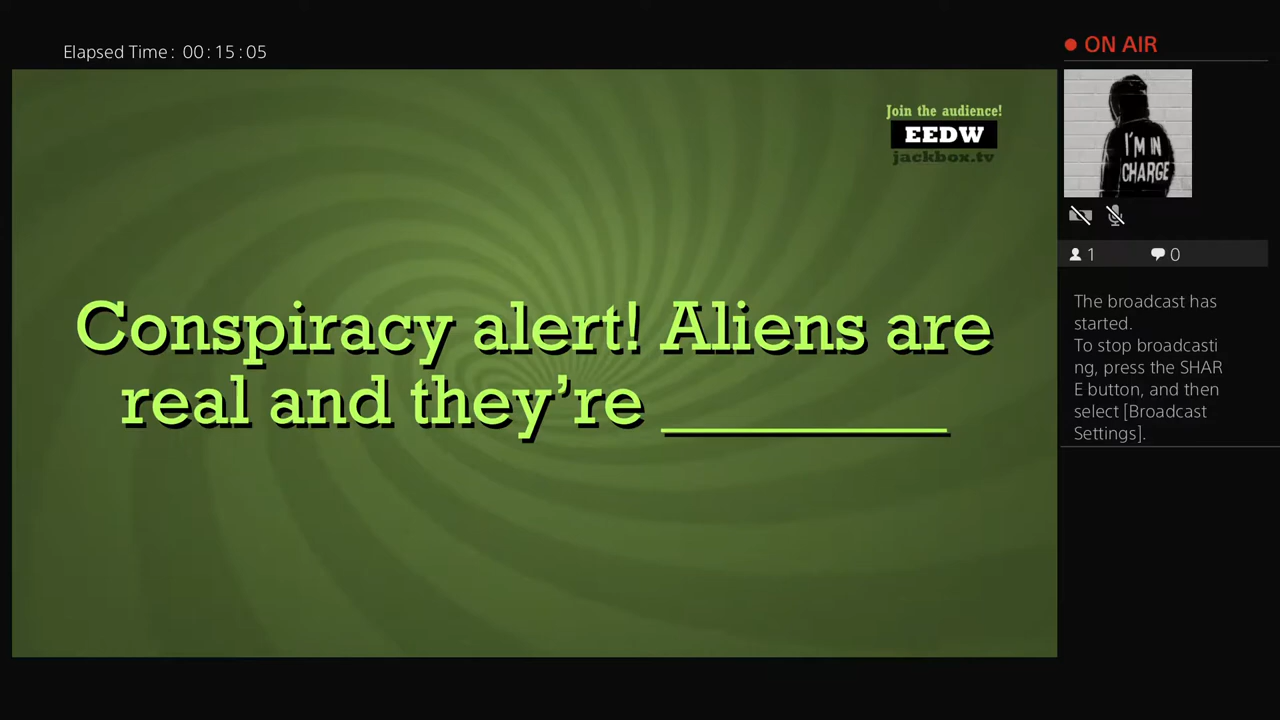 Elapsed Time: 00:15:05
ON AIR
Join the audience!
EEDW
jackbox.tv
I'M IN
CHARGE
1
0
Conspiracy alert! Aliens are
real and they're ________
The broadcast has
started.
To stop broadcasti
ng, press the SHAR
E button, and then
select [Broadcast
Settings].